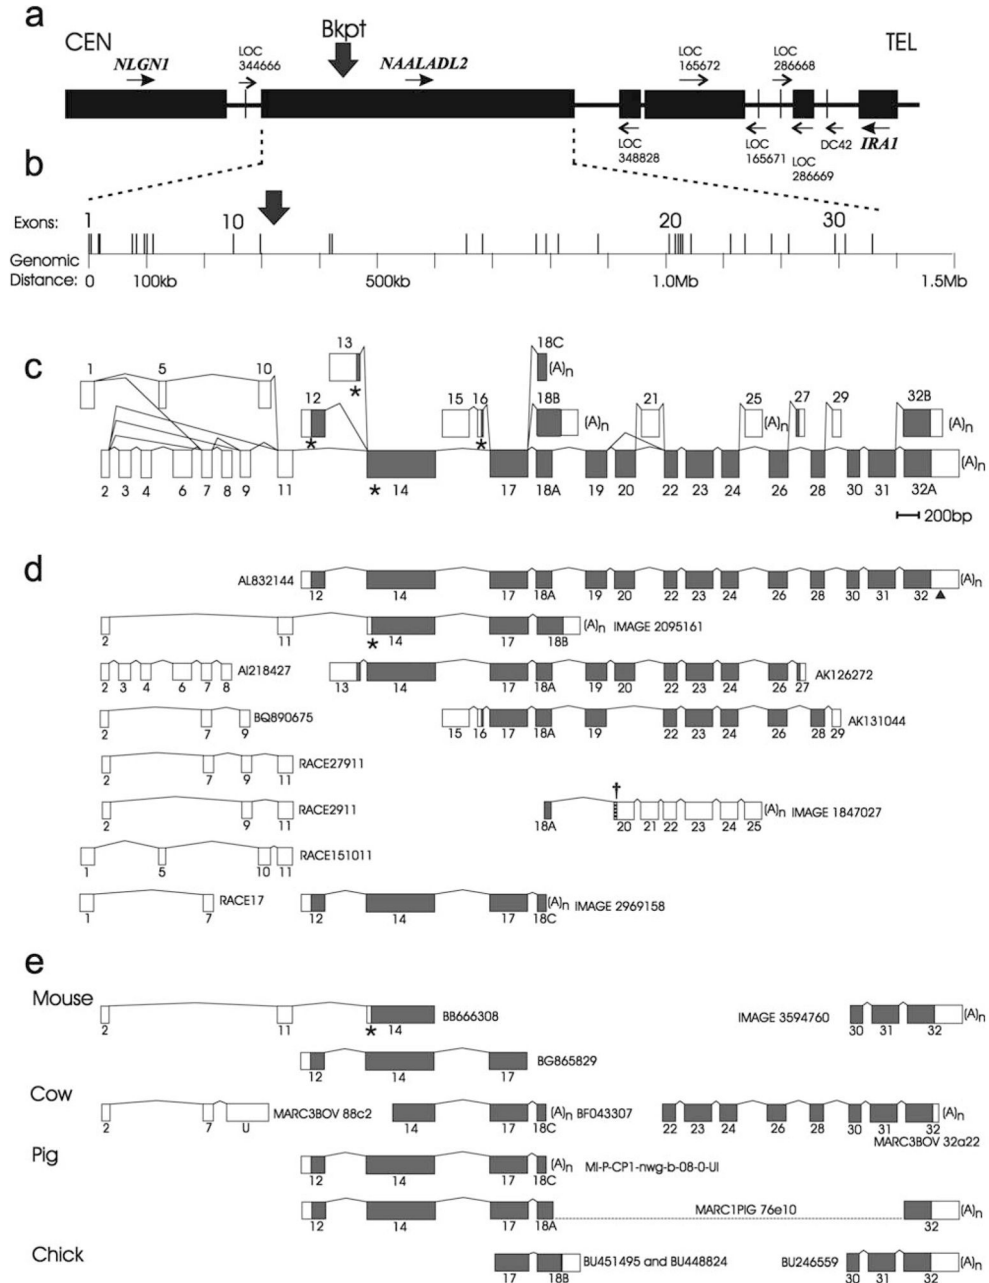 a
Bkpt
CEN
TEL
NLGN1
LOC
344666
NAALADL2
LOC
165672
LOC
286668
LOC
348828
LOC
165671
LOC
286669
DC42
IRA1
b
Exons: 1 10 20 30
Genomic
Distance: 0 100kb 500kb 1.0Mb 1.5Mb
c
1 5 10 13 18C
(A)n
12 15 16 18B (A)n 21 25 (A)n 27 29 32B (A)n
* * *
(A)n
2 3 4 6 7 8 9 11 * 14 17 18A 19 20 22 23 24 26 28 30 31 32A
200bp
d
AL832144 (A)n
12 14 17 18A 19 20 22 23 24 26 28 30 31 32
(A)n IMAGE 2095161
2 11 * 14 17 18B
AI218427
2 3 4 6 7 8
AK126272
13 14 17 18A 19 20 22 23 24 26 27
BQ890675
2 7 9
AK131044
15 16 17 18A 19 22 23 24 26 28 29
RACE27911
2 7 9 11
RACE2911
2 9 11
†
(A)n IMAGE 1847027
18A 20 21 22 23 24 25
RACE151011
1 5 10 11
RACE17
1 7
(A)n IMAGE 2969158
12 14 17 18C
e
Mouse
BB666308
2 11 * 14
IMAGE 3594760 (A)n
30 31 32
BG865829
12 14 17
Cow
MARC3BOV 88c2
2 7 U
(A)n BF043307
14 17 18C
(A)n
22 23 24 26 28 30 31 32
MARC3BOV 32a22
Pig
(A)n MI-P-CP1-nwg-b-08-0-UI
12 14 17 18C
MARC1PIG 76e10 (A)n
12 14 17 18A 32
Chick
BU451495 and BU448824
17 18B
BU246559 (A)n
30 31 32